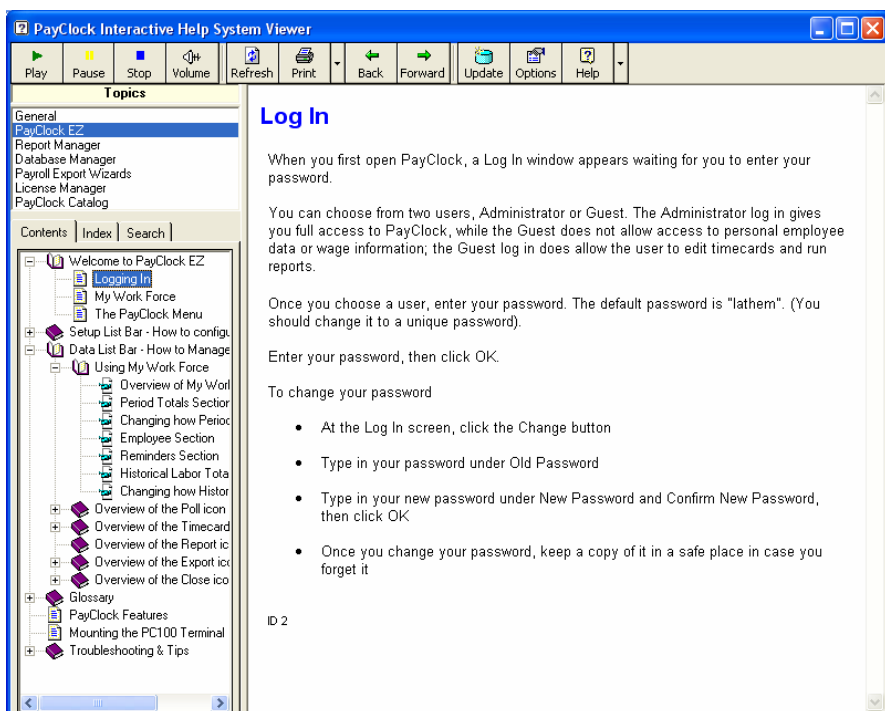 PayClock Interactive Help System Viewer
Play Pause Stop Volume Refresh Print Back Forward Update Options Help
Topics
General
PayClock EZ
Report Manager
Database Manager
Payroll Export Wizards
License Manager
PayClock Catalog
Contents Index Search
Welcome to PayClock EZ
Logging In
My Work Force
The PayClock Menu
Setup List Bar - How to configu
Data List Bar - How to Manage
Using My Work Force
Overview of My Worl
Period Totals Section
Changing how Period
Employee Section
Reminders Section
Historical Labor Tota
Changing how Histor
Overview of the Poll icon
Overview of the Timecard
Overview of the Report ic
Overview of the Export ico
Overview of the Close ico
Glossary
PayClock Features
Mounting the PC100 Terminal
Troubleshooting & Tips
Log In
When you first open PayClock, a Log In window appears waiting for you to enter your
password.
You can choose from two users, Administrator or Guest. The Administrator log in gives
you full access to PayClock, while the Guest does not allow access to personal employee
data or wage information; the Guest log in does allow the user to edit timecards and run
reports.
Once you choose a user, enter your password. The default password is "lathem". (You
should change it to a unique password).
Enter your password, then click OK.
To change your password
• At the Log In screen, click the Change button
• Type in your password under Old Password
• Type in your new password under New Password and Confirm New Password,
then click OK
• Once you change your password, keep a copy of it in a safe place in case you
forget it
ID 2